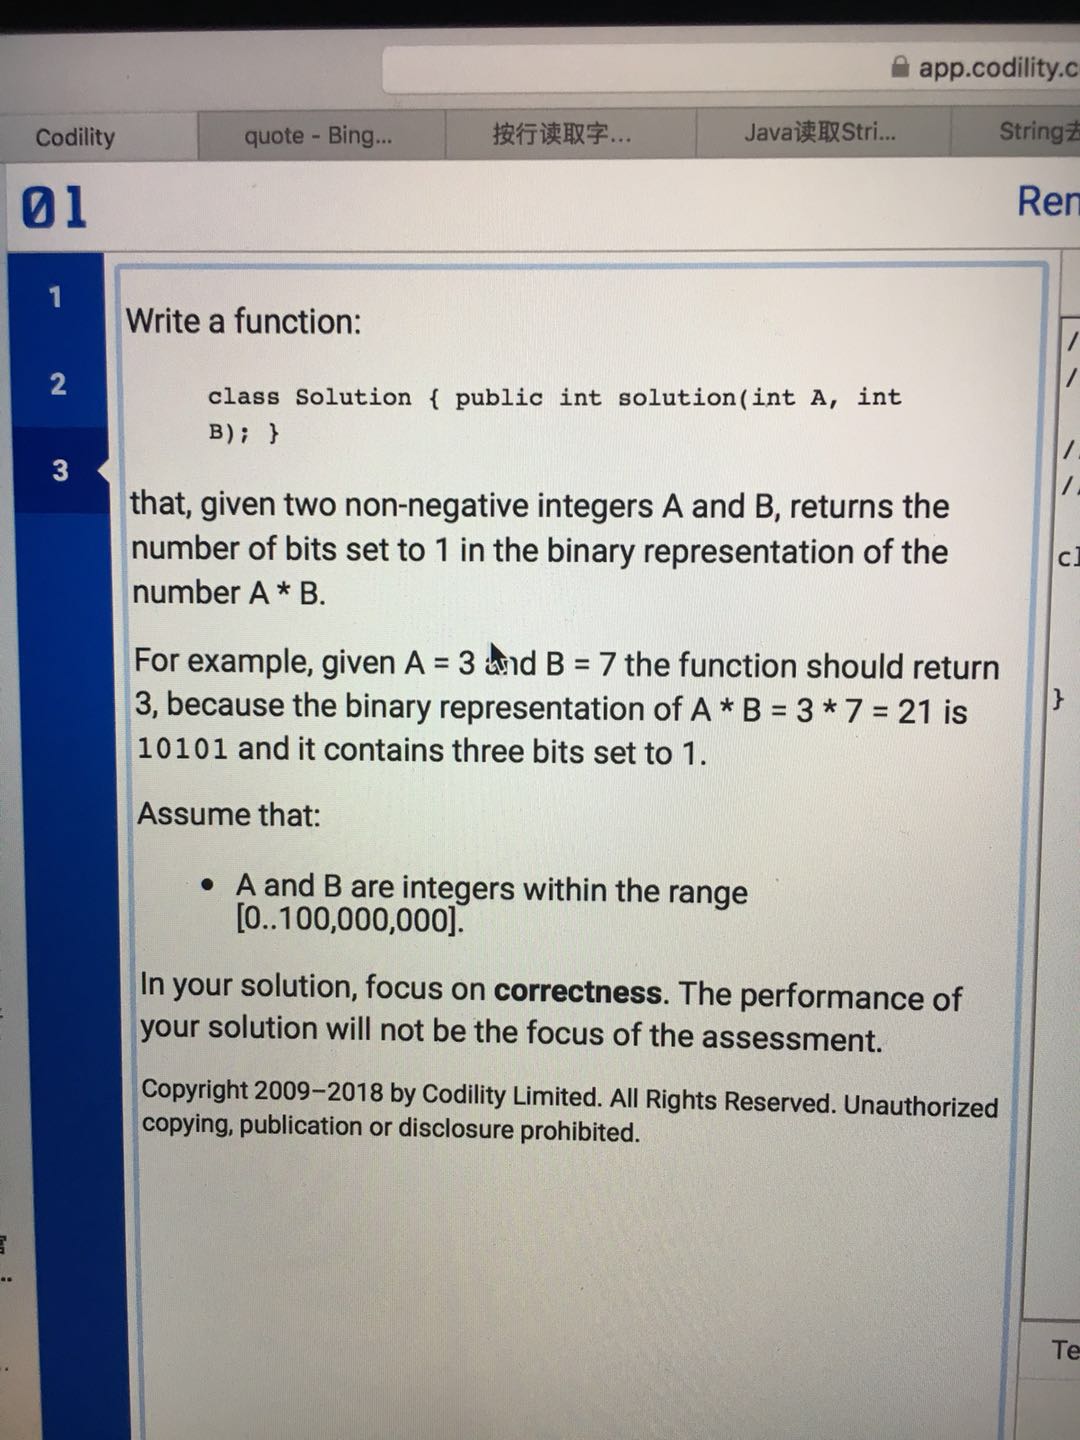 app.codility.c
Codility
quote - Bing...
按行读取字...
Java读取Stri...
String去
01
Ren
1
2
3
Write a function:
class Solution { public int solution(int A, int
B); }
that, given two non-negative integers A and B, returns the
number of bits set to 1 in the binary representation of the
number A * B.
For example, given A = 3 and B = 7 the function should return
3, because the binary representation of A * B = 3 * 7 = 21 is
10101 and it contains three bits set to 1.
Assume that:
• A and B are integers within the range
[0..100,000,000].
In your solution, focus on correctness. The performance of
your solution will not be the focus of the assessment.
Copyright 2009–2018 by Codility Limited. All Rights Reserved. Unauthorized
copying, publication or disclosure prohibited.
/
/
//
//
cl
}
Te